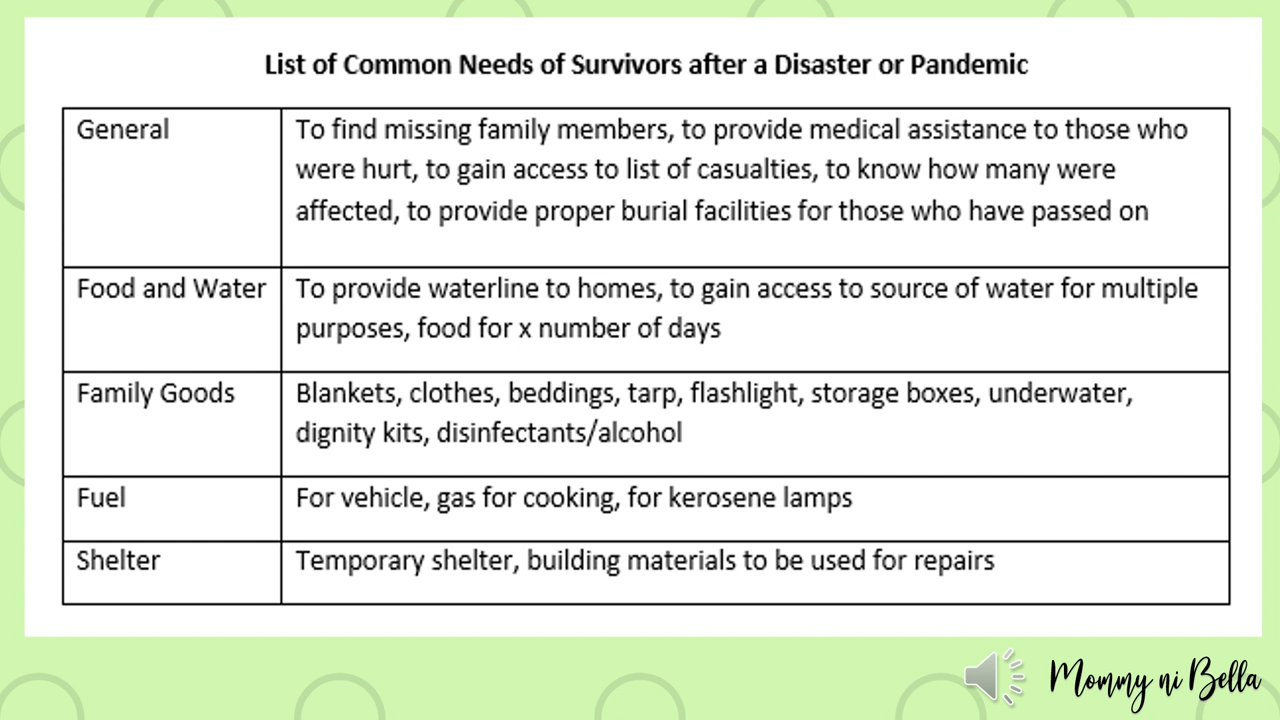 List of Common Needs of Survivors after a Disaster or Pandemic
General
To find missing family members, to provide medical assistance to those who
were hurt, to gain access to list of casualties, to know how many were
affected, to provide proper burial facilities for those who have passed on
Food and Water
To provide waterline to homes, to gain access to source of water for multiple
purposes, food for x number of days
Family Goods
Blankets, clothes, beddings, tarp, flashlight, storage boxes, underwater,
dignity kits, disinfectants/alcohol
Fuel
For vehicle, gas for cooking, for kerosene lamps
Shelter
Temporary shelter, building materials to be used for repairs
Mommy ni Bella